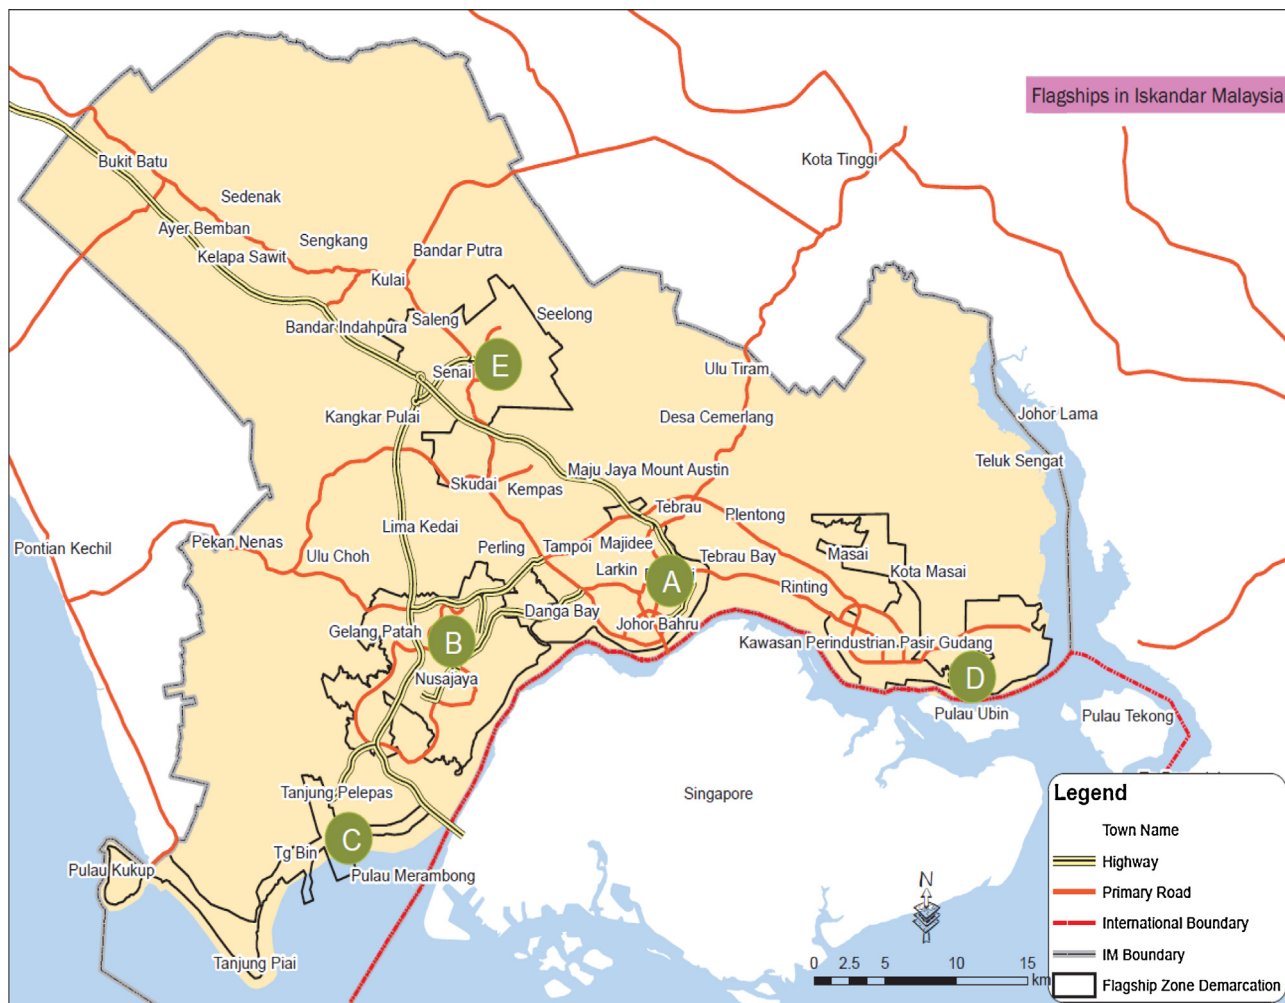 Flagships in Iskandar Malaysia
Kota Tinggi
Bukit Batu
Sedenak
Ayer Bemban
Sengkang
Kelapa Sawit
Bandar Putra
Kulai
Seelong
Saleng
Bandar Indahpura
E
Senai
Ulu Tiram
Kangkar Pulai
Desa Cemerlang
Johor Lama
Teluk Sengat
Maju Jaya Mount Austin
Skudai
Kempas
Tebrau
Plentong
Lima Kedai
Pekan Nenas
Pontian Kechil
Ulu Choh
Perling
Tampoi
Majidee
Tebrau Bay
Masai
Larkin
Kota Masai
A
Rinting
Danga Bay
Johor Bahru
Gelang Patah
B
Kawasan Perindustrian Pasir Gudang
Nusajaya
D
Pulau Ubin
Pulau Tekong
Tanjung Pelepas
Singapore
C
Tg Bin
Pulau Kukup
Pulau Merambong
Tanjung Piai
N
0 2.5 5 10 15
km
Legend
Town Name
Highway
Primary Road
International Boundary
IM Boundary
Flagship Zone Demarcation